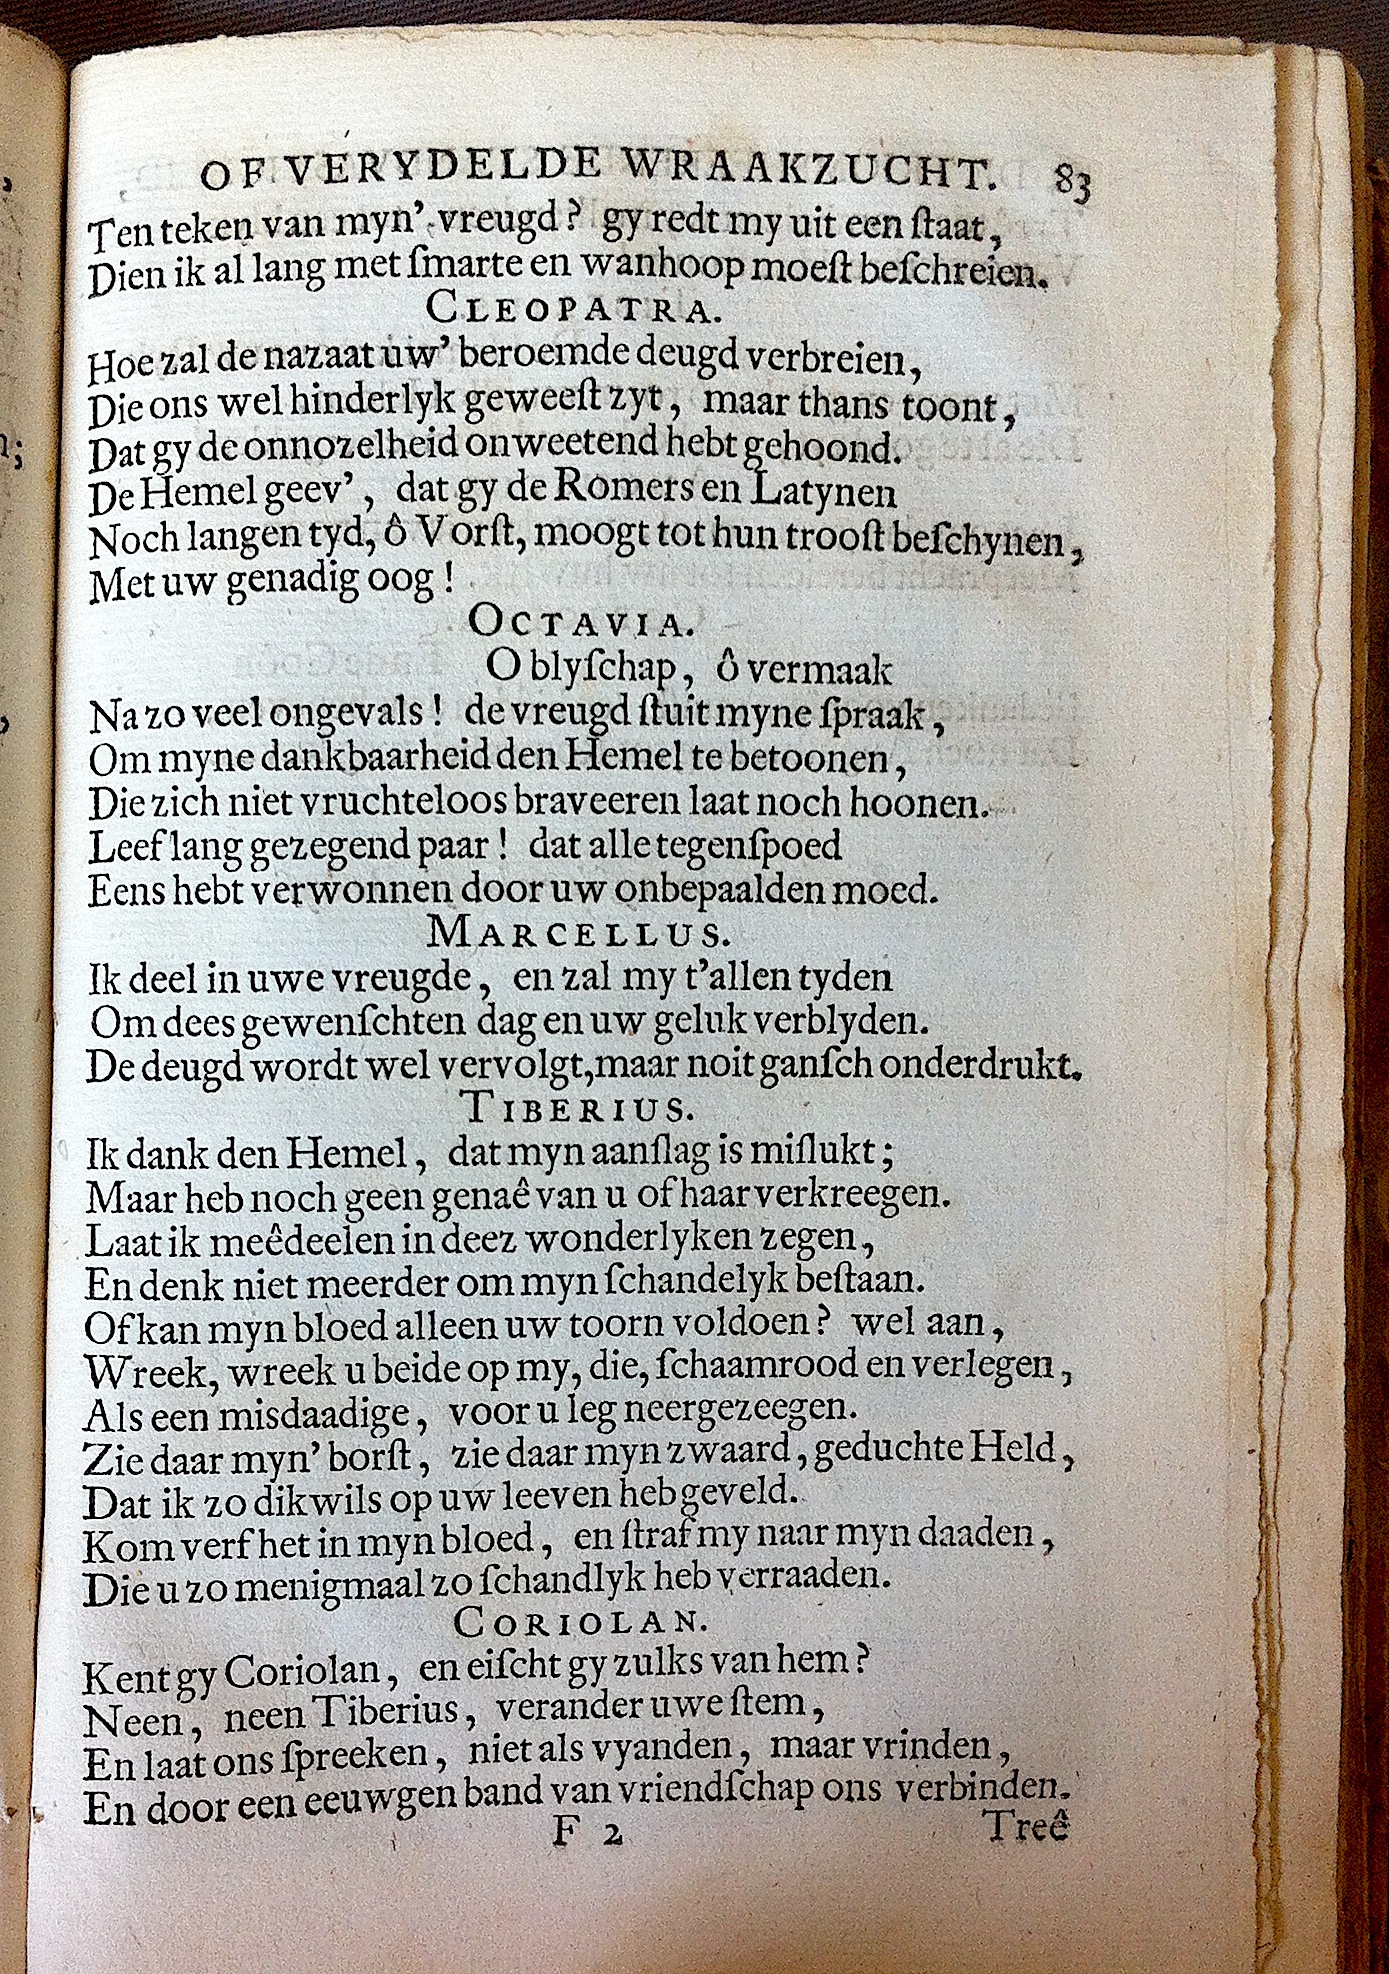 OF VERYDELDE WRAAKZUCHT. 83
Ten teken van myn' vreugd? gy redt my uit een ſtaat,
Dien ik al lang met ſmarte en wanhoop moeſt beſchreien.
CLEOPATRA.
Hoe zal de nazaat uw' beroemde deugd verbreien,
Die ons wel hinderlyk geweeſt zyt, maar thans toont,
Dat gy de onnozelheid onweetend hebt gehoond.
De Hemel geev', dat gy de Romers en Latynen
Noch langen tyd, ô Vorſt, moogt tot hun trooſt beſchynen,
Met uw genadig oog!
OCTAVIA.
O blyſchap, ô vermaak
Na zo veel ongevals! de vreugd ſtuit myne ſpraak,
Om myne dankbaarheid den Hemel te betoonen,
Die zich niet vruchteloos braveeren laat noch hoonen.
Leef lang gezegend paar! dat alle tegenſpoed
Eens hebt verwonnen door uw onbepaalden moed.
MARCELLUS.
Ik deel in uwe vreugde, en zal my t'allen tyden
Om dees gewenſchten dag en uw geluk verblyden.
De deugd wordt wel vervolgt, maar noit ganſch onderdrukt.
TIBERIUS.
Ik dank den Hemel, dat myn aanſlag is miſlukt;
Maar heb noch geen genaê van u of haar verkreegen.
Laat ik meêdeelen in deez wonderlyken zegen,
En denk niet meerder om myn ſchandelyk beſtaan.
Of kan myn bloed alleen uw toorn voldoen? wel aan,
Wreek, wreek u beide op my, die, ſchaamrood en verlegen,
Als een misdaadige, voor u leg neergezeegen.
Zie daar myn' borſt, zie daar myn zwaard, geduchte Held,
Dat ik zo dikwils op uw leeven heb geveld.
Kom verf het in myn bloed, en ſtraf my naar myn daaden,
Die u zo menigmaal zo ſchandlyk heb verraaden.
CORIOLAN.
Kent gy Coriolan, en eiſcht gy zulks van hem?
Neen, neen Tiberius, verander uwe ſtem,
En laat ons ſpreeken, niet als vyanden, maar vrinden,
En door een eeuwgen band van vriendſchap ons verbinden.
F 2 Treê